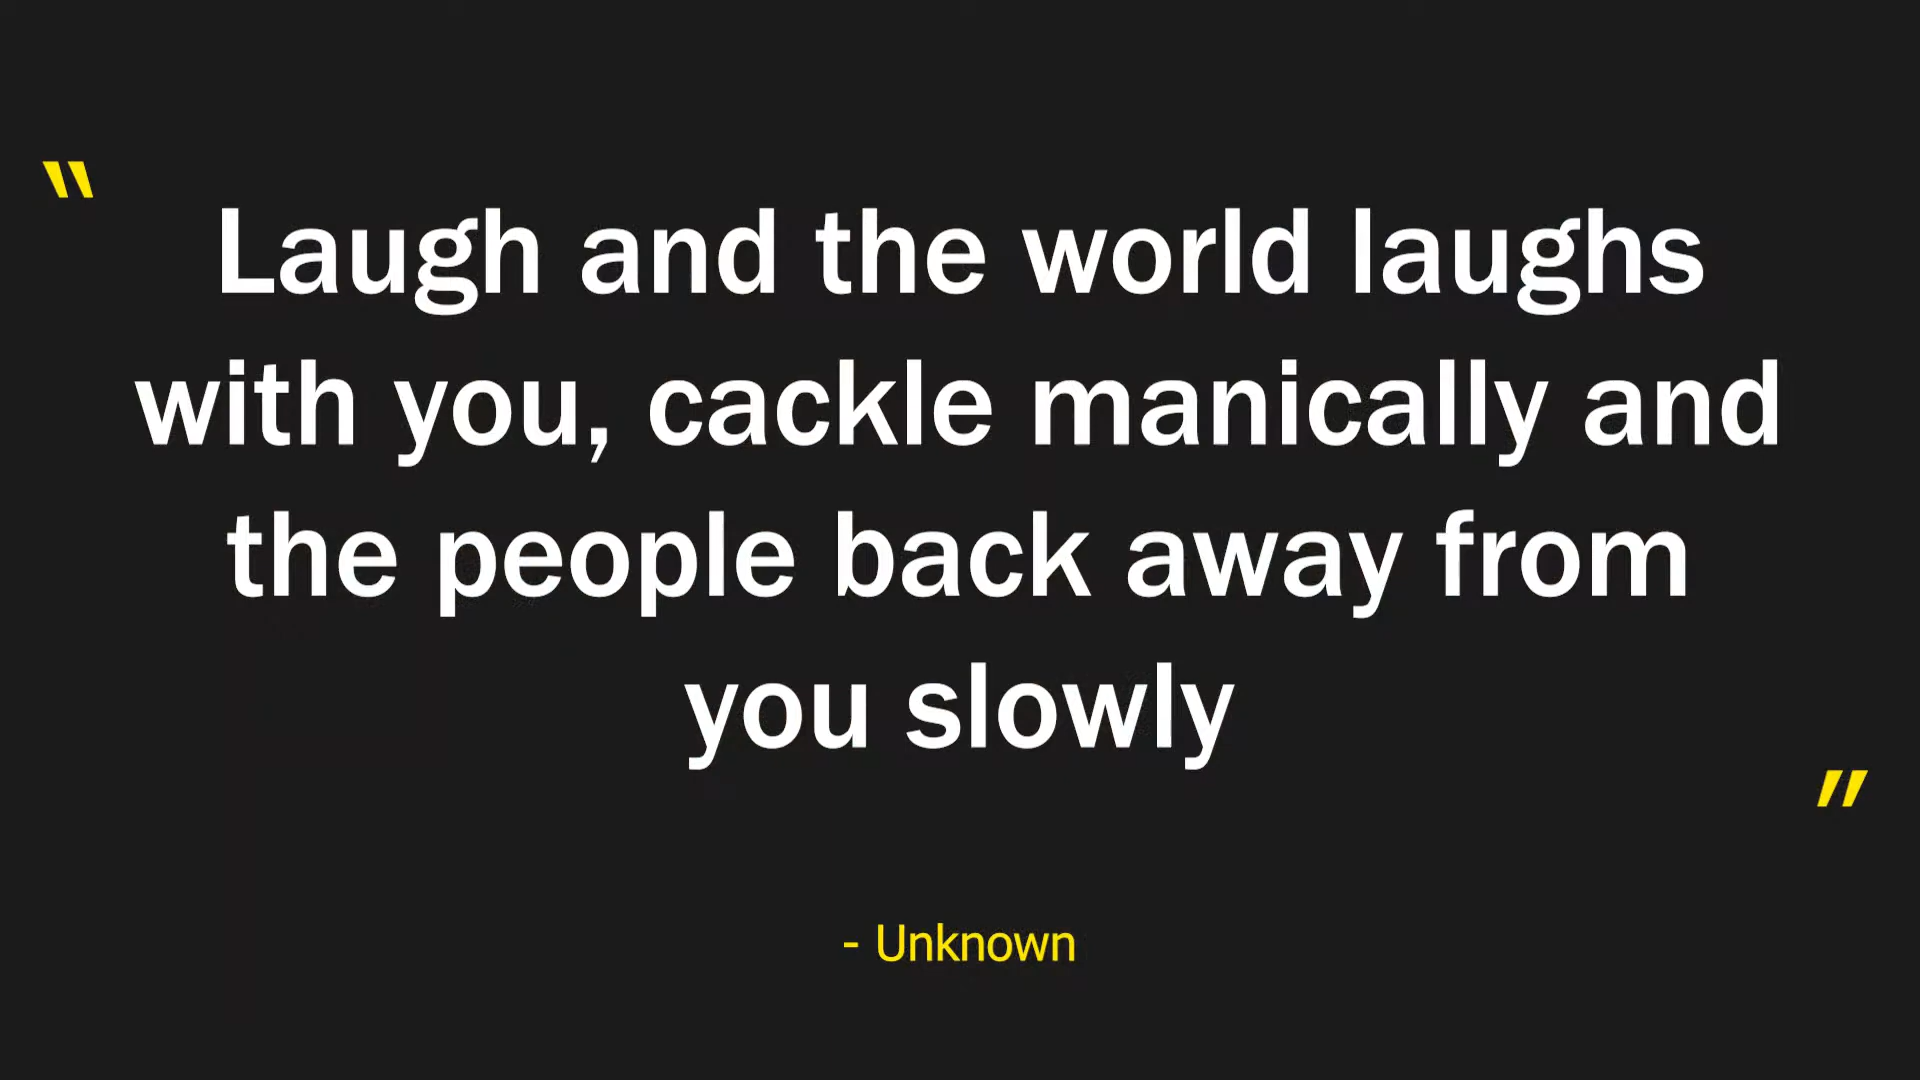 "
Laugh and the world laughs
with you, cackle manically and
the people back away from
you slowly
"
- Unknown